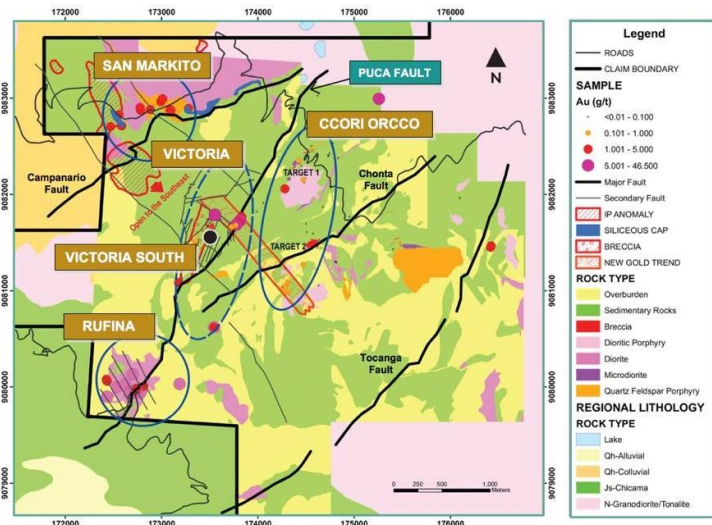 172000 173000 174000 175000 176000
SAN MARKITO
PUCA FAULT
N
9083000
9083000
CCORI ORCCO
VICTORIA
Campanario
Fault
TARGET 1
Chonta
Fault
9082000
9082000
Open to the Southeast
VICTORIA SOUTH
TARGET 2
9081000
9081000
RUFINA
Tocanga
Fault
9080000
9080000
0 250 500 1,000
Meters
9079000
9079000
172000 173000 174000 175000 176000
Legend
ROADS
CLAIM BOUNDARY
SAMPLE
Au (g/t)
<0.01 - 0.100
0.101 - 1.000
1.001 - 5.000
5.001 - 46.500
Major Fault
Secondary Fault
IP ANOMALY
SILICEOUS CAP
BRECCIA
NEW GOLD TREND
ROCK TYPE
Overburden
Sedimentary Rocks
Breccia
Dioritic Porphyry
Diorite
Microdiorite
Quartz Feldspar Porphyry
REGIONAL LITHOLOGY
ROCK TYPE
Lake
Qh-Alluvial
Qh-Colluvial
Js-Chicama
N-Granodiorite/Tonalite